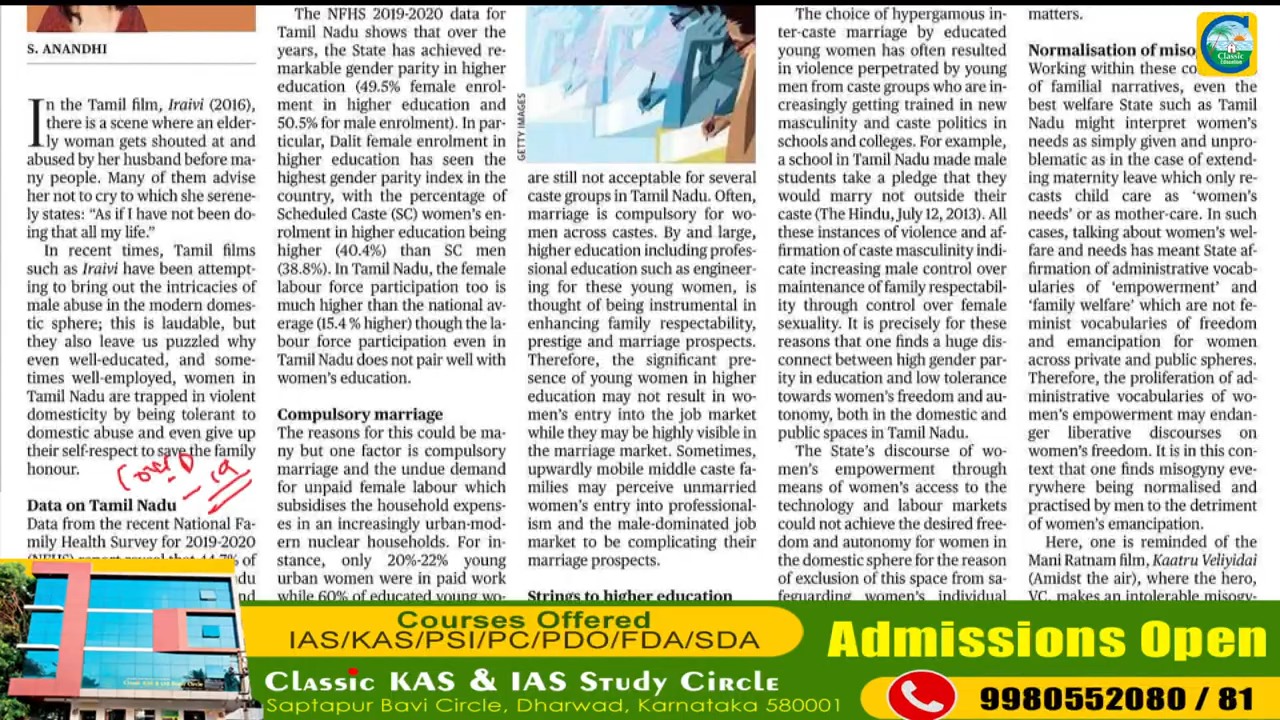 S. ANANDHI
In the Tamil film, Iraivi (2016),
there is a scene where an elder-
ly woman gets shouted at and
abused by her husband before ma-
ny people. Many of them advise
her not to cry to which she serene-
ly states: “As if I have not been do-
ing that all my life.”
In recent times, Tamil films
such as Iraivi have been attempt-
ing to bring out the intricacies of
male abuse in the modern domes-
tic sphere; this is laudable, but
they also leave us puzzled why
even well-educated, and some-
times well-employed, women in
Tamil Nadu are trapped in violent
domesticity by being tolerant to
domestic abuse and even give up
their self-respect to save the family
honour.
Data on Tamil Nadu
Data from the recent National Fa-
mily Health Survey for 2019-2020
The NFHS 2019-2020 data for
Tamil Nadu shows that over the
years, the State has achieved re-
markable gender parity in higher
education (49.5% female enrol-
ment in higher education and
50.5% for male enrolment). In par-
ticular, Dalit female enrolment in
higher education has seen the
highest gender parity index in the
country, with the percentage of
Scheduled Caste (SC) women’s en-
rolment in higher education being
higher (40.4%) than SC men
(38.8%). In Tamil Nadu, the female
labour force participation too is
much higher than the national av-
erage (15.4 % higher) though the la-
bour force participation even in
Tamil Nadu does not pair well with
women’s education.
Compulsory marriage
The reasons for this could be ma-
ny but one factor is compulsory
marriage and the undue demand
for unpaid female labour which
subsidises the household expens-
es in an increasingly urban-mod-
ern nuclear households. For in-
stance, only 20%-22% young
urban women were in paid work
while 60% of educated young wo-
GETTY IMAGES
are still not acceptable for several
caste groups in Tamil Nadu. Often,
marriage is compulsory for wo-
men across castes. By and large,
higher education including profes-
sional education such as engineer-
ing for these young women, is
thought of being instrumental in
enhancing family respectability,
prestige and marriage prospects.
Therefore, the significant pre-
sence of young women in higher
education may not result in wo-
men’s entry into the job market
while they may be highly visible in
the marriage market. Sometimes,
upwardly mobile middle caste fa-
milies may perceive unmarried
women’s entry into professional-
ism and the male-dominated job
market to be complicating their
marriage prospects.
Strings to higher education
The choice of hypergamous in-
ter-caste marriage by educated
young women has often resulted
in violence perpetrated by young
men from caste groups who are in-
creasingly getting trained in new
masculinity and caste politics in
schools and colleges. For example,
a school in Tamil Nadu made male
students take a pledge that they
would marry not outside their
caste (The Hindu, July 12, 2013). All
these instances of violence and af-
firmation of caste masculinity indi-
cate increasing male control over
maintenance of family respectabil-
ity through control over female
sexuality. It is precisely for these
reasons that one finds a huge dis-
connect between high gender par-
ity in education and low tolerance
towards women’s freedom and au-
tonomy, both in the domestic and
public spaces in Tamil Nadu.
The State’s discourse of wo-
men’s empowerment through
means of women’s access to the
technology and labour markets
could not achieve the desired free-
dom and autonomy for women in
the domestic sphere for the reason
of exclusion of this space from sa-
feguarding women’s individual
matters.
Normalisation of miso
Working within these co
of familial narratives, even the
best welfare State such as Tamil
Nadu might interpret women’s
needs as simply given and unpro-
blematic as in the case of extend-
ing maternity leave which only re-
casts child care as ‘women’s
needs’ or as mother-care. In such
cases, talking about women’s wel-
fare and needs has meant State af-
firmation of administrative vocab-
ularies of ‘empowerment’ and
‘family welfare’ which are not fe-
minist vocabularies of freedom
and emancipation for women
across private and public spheres.
Therefore, the proliferation of ad-
ministrative vocabularies of wo-
men’s empowerment may endan-
ger liberative discourses on
women’s freedom. It is in this con-
text that one finds misogyny eve-
rywhere being normalised and
practised by men to the detriment
of women’s emancipation.
Here, one is reminded of the
Mani Ratnam film, Kaatru Veliyidai
(Amidst the air), where the hero,
VC, makes an intolerable misogy-
Classic
Education
Courses Offered
IAS/KAS/PSI/PC/PDO/FDA/SDA
Classic KAS & IAS Study Circle
Saptapur Bavi Circle, Dharwad, Karnataka 580001
Admissions Open
9980552080 / 81